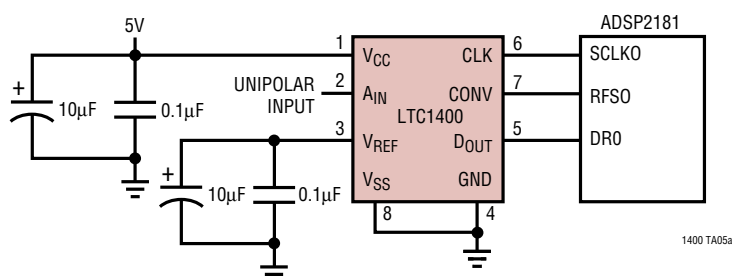 5V
ADSP2181
1
VCC
CLK
6
SCLKO
+
10µF
0.1µF
UNIPOLAR
INPUT
2
AIN
CONV
7
RFSO
LTC1400
3
VREF
DOUT
5
DR0
+
10µF
0.1µF
VSS
GND
8
4
1400 TA05a